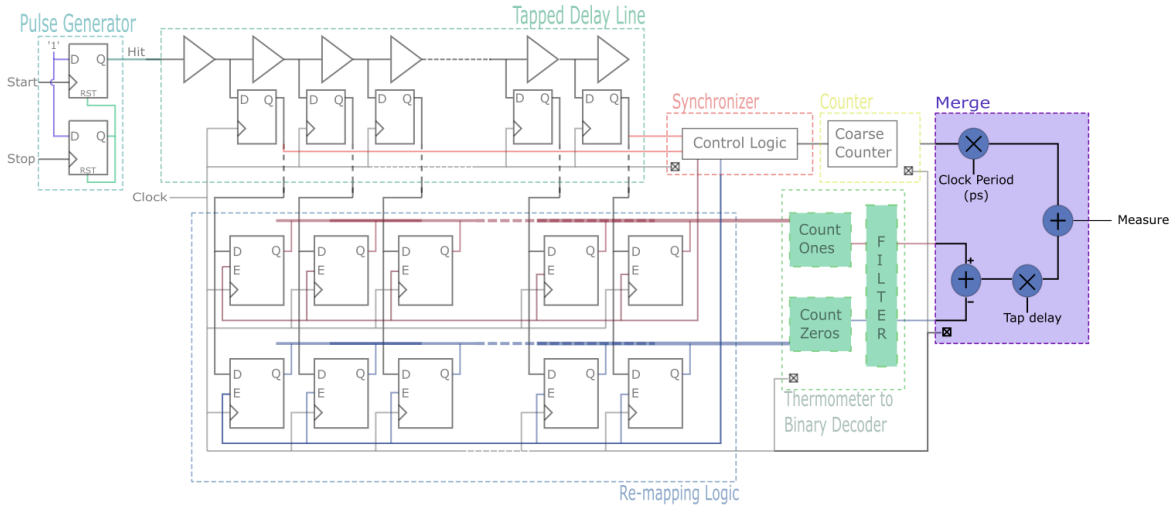 Pulse Generator
Tapped Delay Line
'1'
D Q
Hit
Start
RST
D Q
Stop
RST
D Q
D Q
D Q
D Q
D Q
Synchronizer
Control Logic
Counter
Coarse
Counter
Merge
Clock Period
(ps)
Measure
Clock
D Q
E
D Q
E
D Q
E
D Q
E
D Q
E
Count
Ones
FILTER
Count
Zeros
+
-
Tap delay
D Q
E
D Q
E
D Q
E
D Q
E
D Q
E
Thermometer to
Binary Decoder
Re-mapping Logic